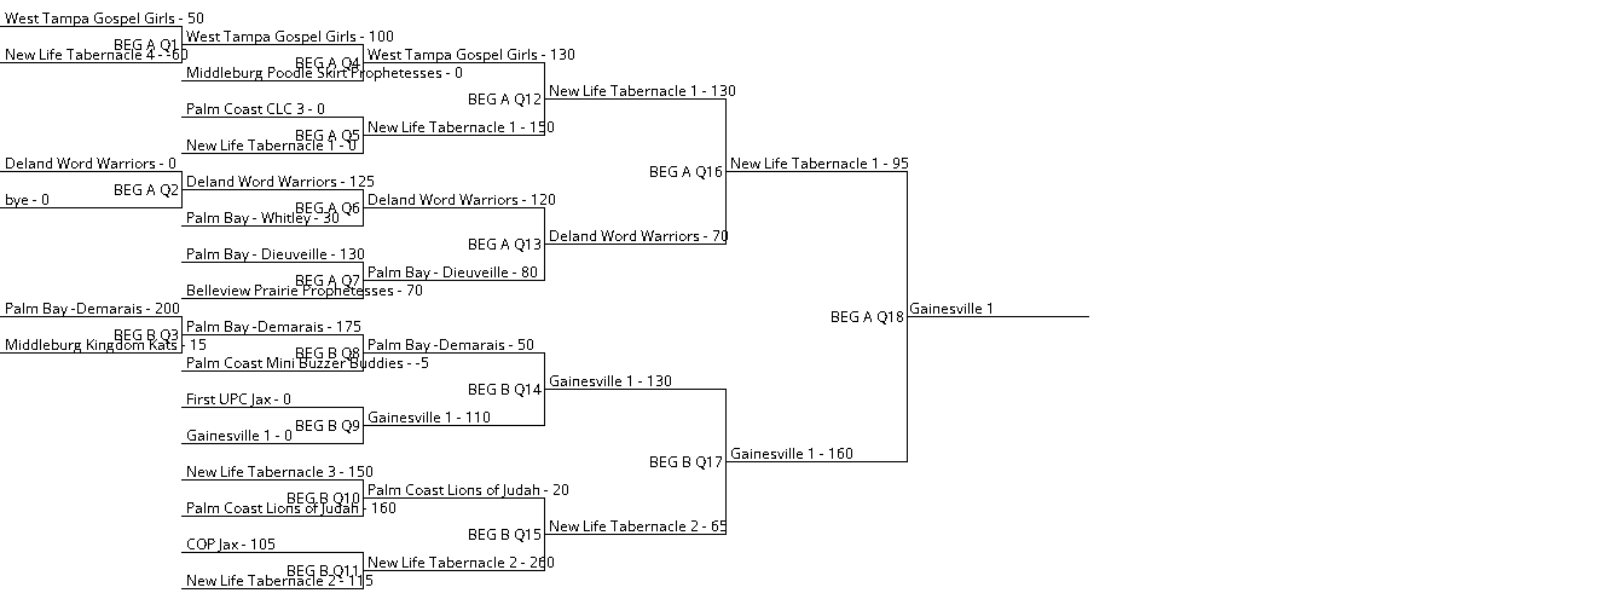 West Tampa Gospel Girls - 50
BEG A Q1
New Life Tabernacle 4 - -60
West Tampa Gospel Girls - 100
BEG A Q4
Middleburg Poodle Skirt Prophetesses - 0
West Tampa Gospel Girls - 130
BEG A Q12
New Life Tabernacle 1 - 130
Palm Coast CLC 3 - 0
BEG A Q5
New Life Tabernacle 1 - 0
New Life Tabernacle 1 - 150
Deland Word Warriors - 0
BEG A Q2
bye - 0
BEG A Q16
New Life Tabernacle 1 - 95
Deland Word Warriors - 125
BEG A Q6
Palm Bay - Whitley - 30
Deland Word Warriors - 120
BEG A Q13
Deland Word Warriors - 70
Palm Bay - Dieuveille - 130
BEG A Q7
Belleview Prairie Prophetesses - 70
Palm Bay - Dieuveille - 80
Palm Bay -Demarais - 200
BEG B Q3
Middleburg Kingdom Kats - 15
BEG A Q18
Gainesville 1
Palm Bay -Demarais - 175
BEG B Q8
Palm Coast Mini Buzzer Buddies - -5
Palm Bay -Demarais - 50
BEG B Q14
Gainesville 1 - 130
First UPC Jax - 0
BEG B Q9
Gainesville 1 - 0
Gainesville 1 - 110
BEG B Q17
Gainesville 1 - 160
New Life Tabernacle 3 - 150
BEG B Q10
Palm Coast Lions of Judah - 160
Palm Coast Lions of Judah - 20
BEG B Q15
New Life Tabernacle 2 - 65
COP Jax - 105
BEG B Q11
New Life Tabernacle 2 - 115
New Life Tabernacle 2 - 260